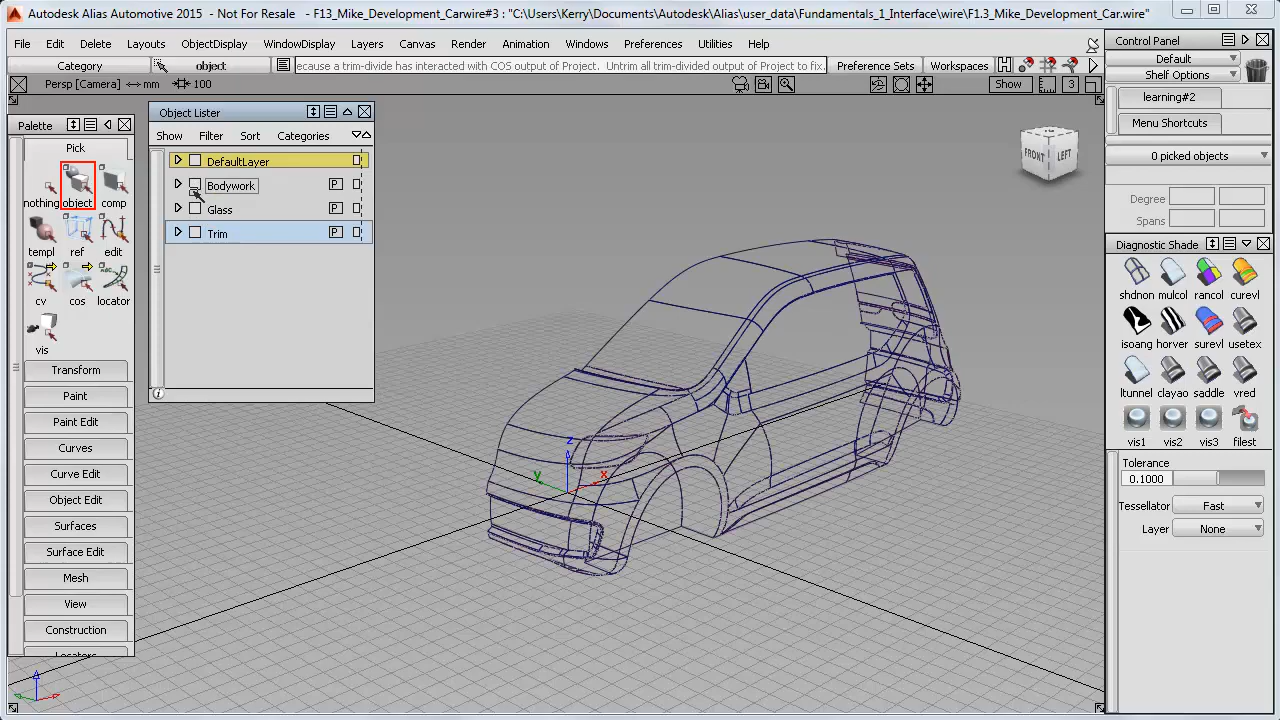 Autodesk Alias Automotive 2015 - Not For Resale - F13_Mike_Development_Carwire#3 : "C:\Users\Kerry\Documents\Autodesk\Alias\user_data\Fundamentals_1_Interface\wire\F1.3_Mike_Development_Car.wire"
File Edit Delete Layouts ObjectDisplay WindowDisplay Layers Canvas Render Animation Windows Preferences Utilities Help
Category object ecause a trim-divide has interacted with COS output of Project. Untrim all trim-divided output of Project to fix. Preference Sets Workspaces
Persp [Camera] mm 100 Show 3
Control Panel
Default
Shelf Options
learning#2
Menu Shortcuts
0 picked objects
Degree
Spans
Palette
Pick
nothing object comp
templ ref edit
cv cos locator
vis
Transform
Paint
Paint Edit
Curves
Curve Edit
Object Edit
Surfaces
Surface Edit
Mesh
View
Construction
Locators
Object Lister
Show Filter Sort Categories
DefaultLayer
Bodywork P
Glass P
Trim P
FRONT LEFT
z
y
x
Diagnostic Shade
shdnon mulcol rancol curevl
isoang horver surevl usetex
ltunnel clayao saddle vred
vis1 vis2 vis3 filest
Tolerance
0.1000
Tessellator Fast
Layer None